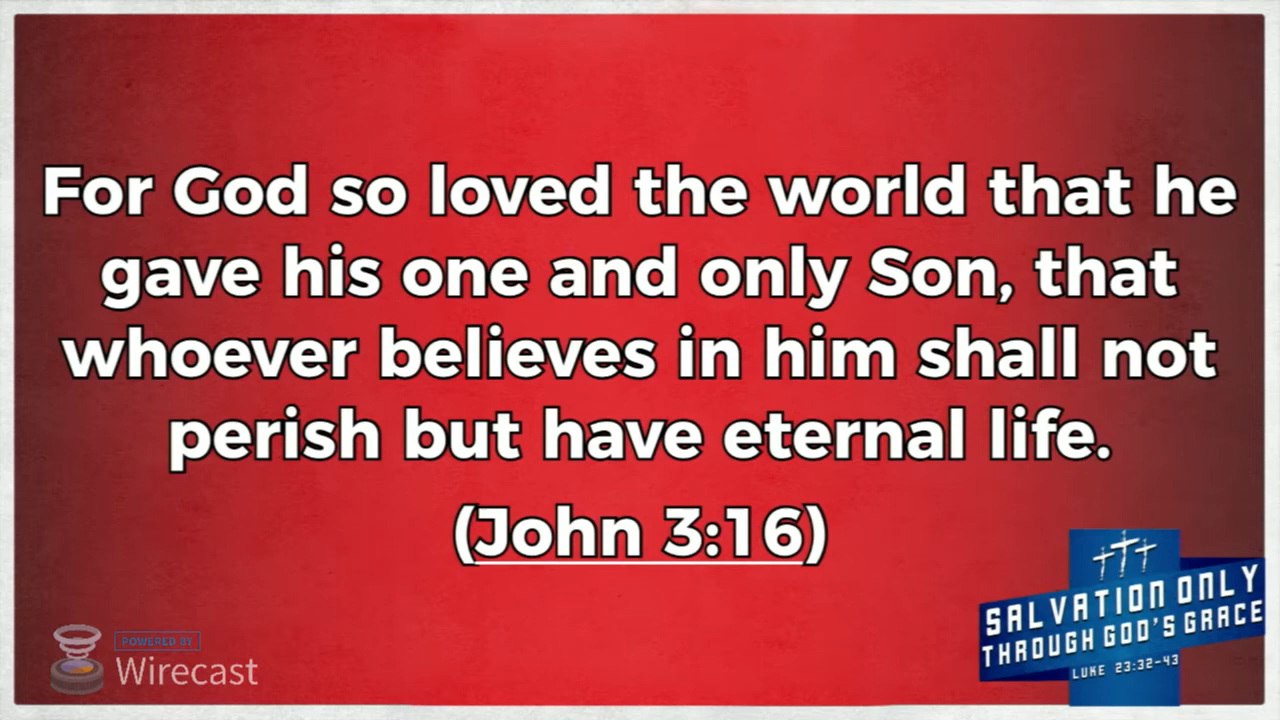 For God so loved the world that he
gave his one and only Son, that
whoever believes in him shall not
perish but have eternal life.
(John 3:16)
SALVATION ONLY
THROUGH GOD'S GRACE
LUKE 23:32-43
POWERED BY
Wirecast